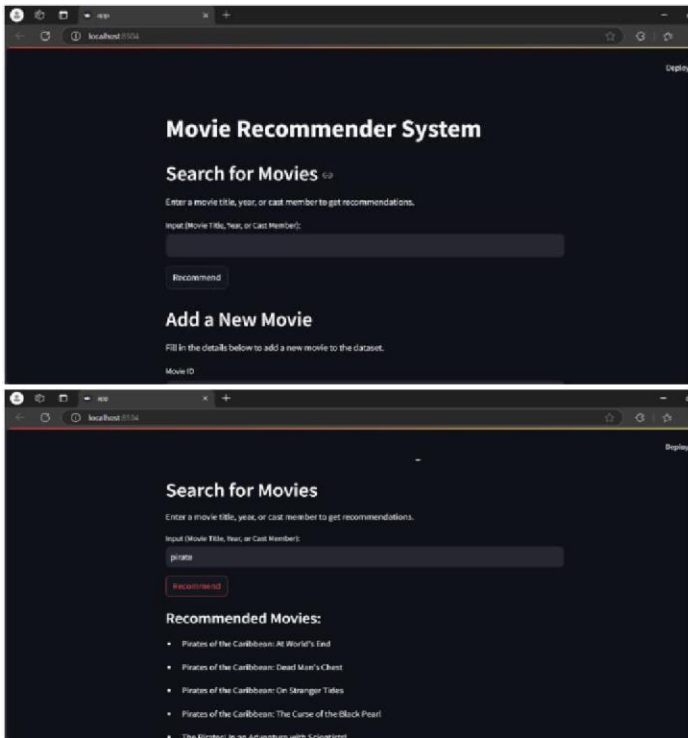 app
localhost:8504
Deploy
Movie Recommender System
Search for Movies
Enter a movie title, year, or cast member to get recommendations.
Input (Movie Title, Year, or Cast Member):
Recommend
Add a New Movie
Fill in the details below to add a new movie to the dataset.
Movie ID
app
localhost:8504
Deploy
Search for Movies
Enter a movie title, year, or cast member to get recommendations.
Input (Movie Title, Year, or Cast Member):
pirate
Recommend
Recommended Movies:
• Pirates of the Caribbean: At World's End
• Pirates of the Caribbean: Dead Man's Chest
• Pirates of the Caribbean: On Stranger Tides
• Pirates of the Caribbean: The Curse of the Black Pearl
• The Pirates! In an Adventure with Scientists!